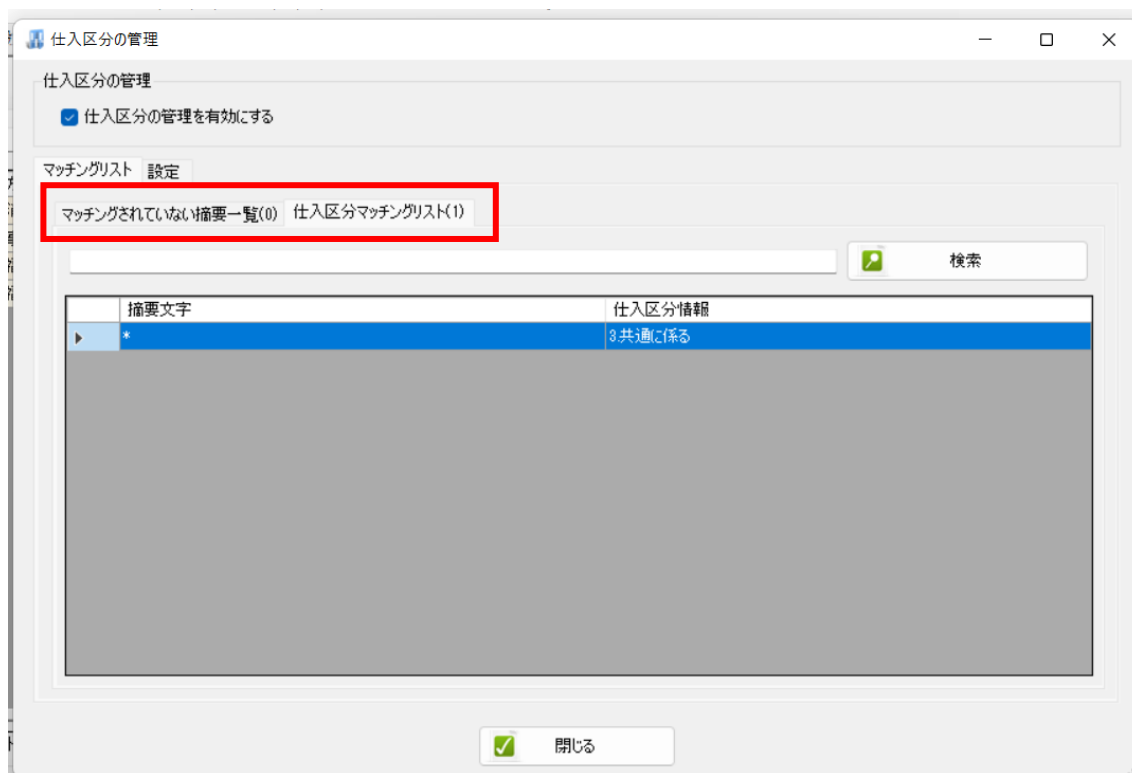 仕入区分の管理
仕入区分の管理
仕入区分の管理を有効にする
マッチングリスト 設定
マッチングされていない摘要一覧(0) 仕入区分マッチングリスト(1)
検索
摘要文字 仕入区分情報
* 3.共通に係る
閉じる